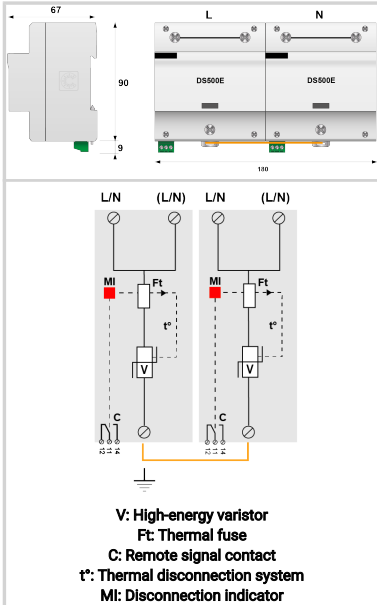 67
L
N
90
DS500E
DS500E
9
180
L/N
(L/N)
L/N
(L/N)
MI
Ft
MI
Ft
t°
t°
V
V
C
C
12
11
14
12
11
14
V: High-energy varistor
Ft: Thermal fuse
C: Remote signal contact
t°: Thermal disconnection system
MI: Disconnection indicator